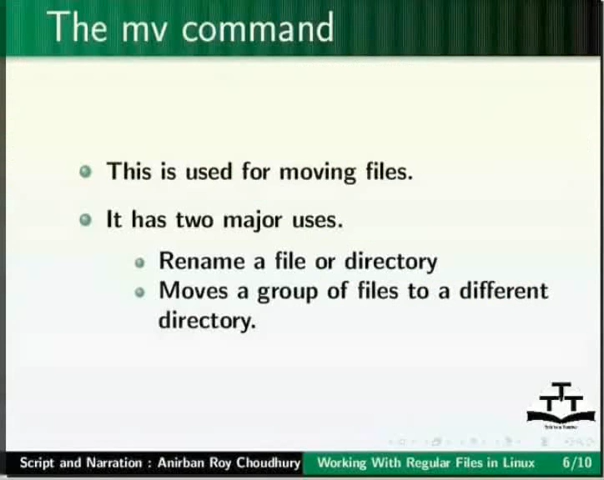 The mv command
This is used for moving files.
It has two major uses.
Rename a file or directory
Moves a group of files to a different
directory.
TTT
Script and Narration : Anirban Roy Choudhury Working With Regular Files in Linux 6/10